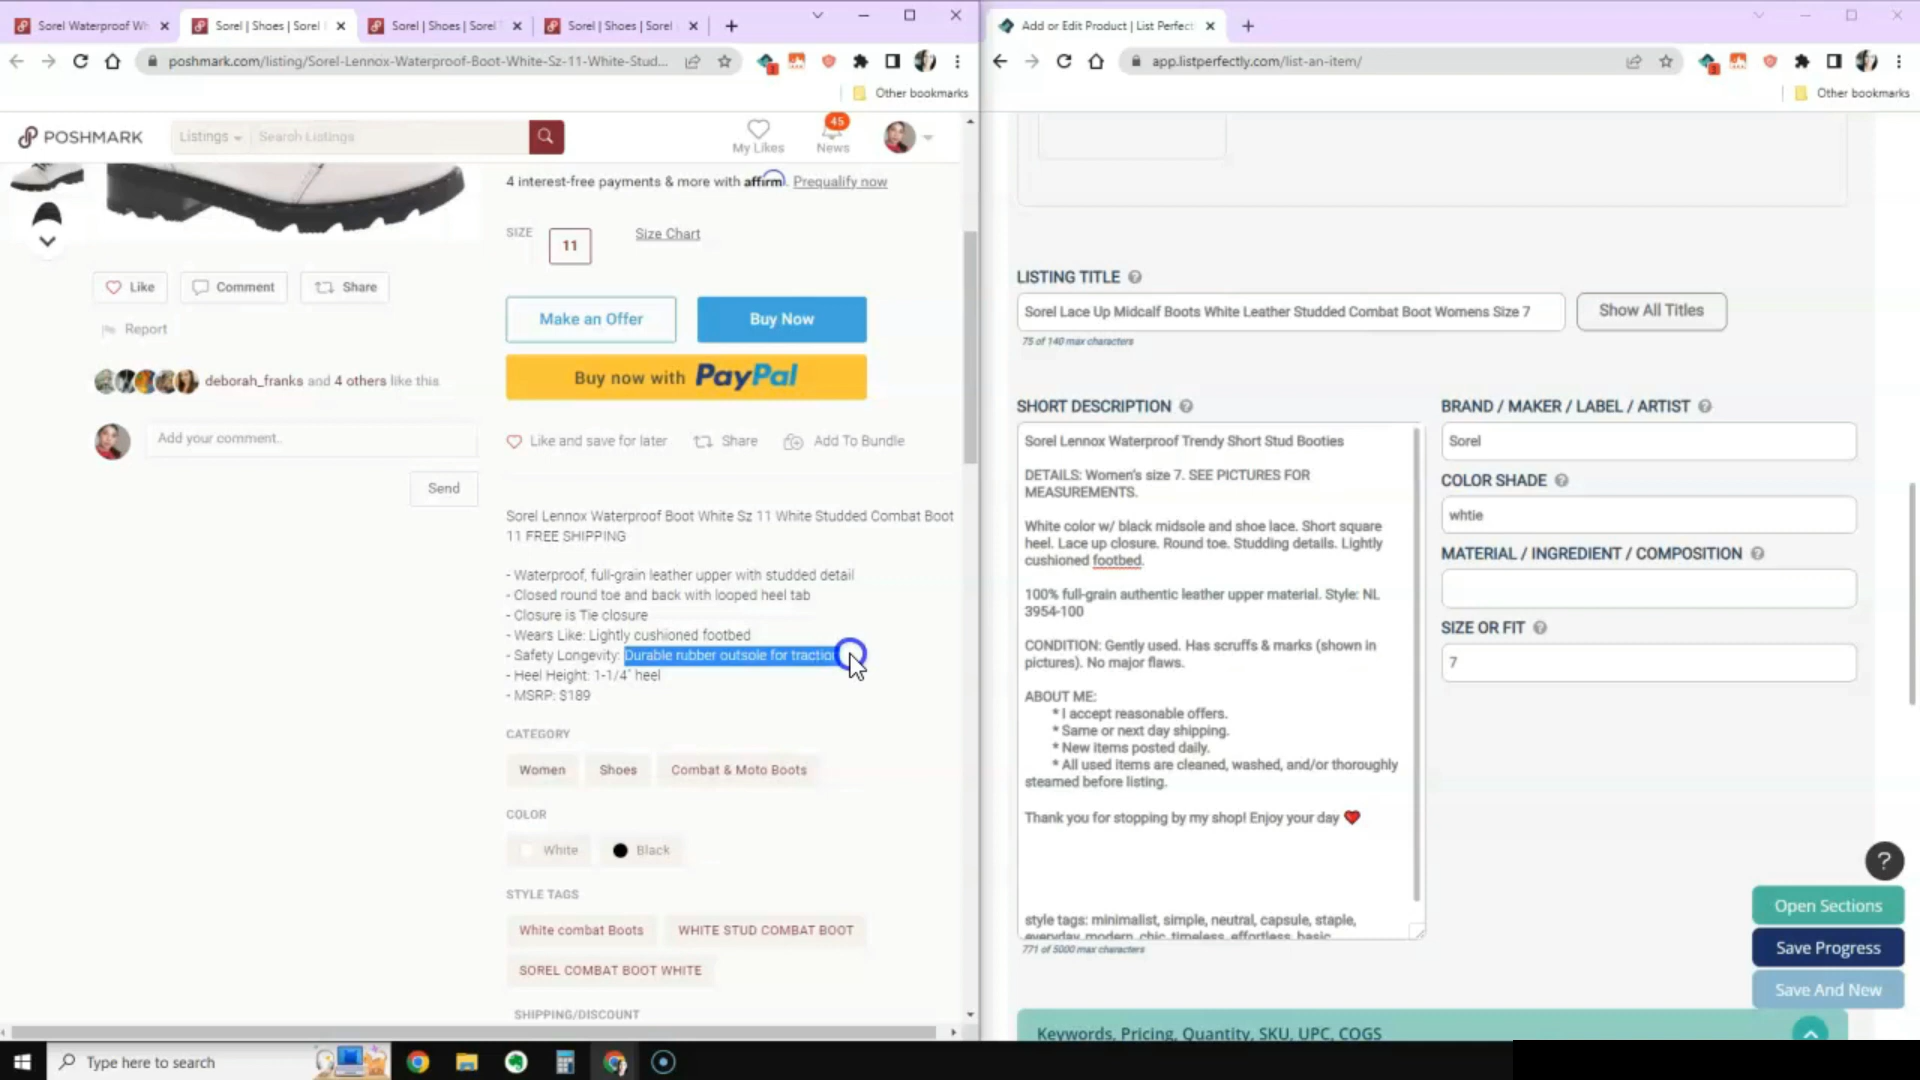 Sorel Waterproof Wh
Sorel | Shoes | Sorel
Sorel | Shoes | Sorel
Sorel | Shoes | Sorel
poshmark.com/listing/Sorel-Lennox-Waterproof-Boot-White-Sz-11-White-Stud...
Other bookmarks
POSHMARK
Listings
Search Listings
My Likes
45
News
4 interest-free payments & more with affirm. Prequalify now
SIZE
11
Size Chart
Like
Comment
Share
Report
Make an Offer
Buy Now
Buy now with PayPal
deborah_franks and 4 others like this
Add your comment..
Send
Like and save for later
Share
Add To Bundle
Sorel Lennox Waterproof Boot White Sz 11 White Studded Combat Boot
11 FREE SHIPPING
- Waterproof, full-grain leather upper with studded detail
- Closed round toe and back with looped heel tab
- Closure is Tie closure
- Wears Like: Lightly cushioned footbed
- Safety Longevity: Durable rubber outsole for traction
- Heel Height: 1-1/4" heel
- MSRP: $189
CATEGORY
Women
Shoes
Combat & Moto Boots
COLOR
White
Black
STYLE TAGS
White combat Boots
WHITE STUD COMBAT BOOT
SOREL COMBAT BOOT WHITE
SHIPPING/DISCOUNT
Type here to search
Add or Edit Product | List Perfect
app.listperfectly.com/list-an-item/
Other bookmarks
LISTING TITLE
Sorel Lace Up Midcalf Boots White Leather Studded Combat Boot Womens Size 7
Show All Titles
75 of 140 max characters
SHORT DESCRIPTION
Sorel Lennox Waterproof Trendy Short Stud Booties
DETAILS: Women's size 7. SEE PICTURES FOR
MEASUREMENTS.
White color w/ black midsole and shoe lace. Short square
heel. Lace up closure. Round toe. Studding details. Lightly
cushioned footbed.
100% full-grain authentic leather upper material. Style: NL
3954-100
CONDITION: Gently used. Has scruffs & marks (shown in
pictures). No major flaws.
ABOUT ME:
* I accept reasonable offers.
* Same or next day shipping.
* New items posted daily.
* All used items are cleaned, washed, and/or thoroughly
steamed before listing.
Thank you for stopping by my shop! Enjoy your day
style tags: minimalist, simple, neutral, capsule, staple,
everyday, modern, chic, timeless, effortless, basic
771 of 5000 max characters
BRAND / MAKER / LABEL / ARTIST
Sorel
COLOR SHADE
whtie
MATERIAL / INGREDIENT / COMPOSITION
SIZE OR FIT
7
?
Open Sections
Save Progress
Save And New
Keywords, Pricing, Quantity, SKU, UPC, COGS